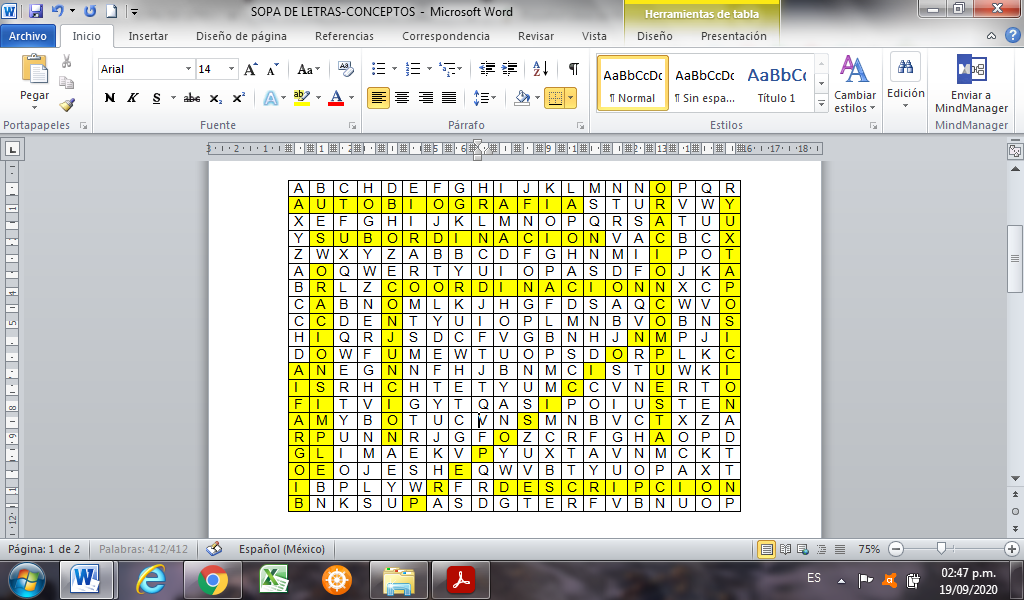 SOPA DE LETRAS-CONCEPTOS - Microsoft Word
Herramientas de tabla
Archivo Inicio Insertar Diseño de página Referencias Correspondencia Revisar Vista Diseño Presentación
Arial 14
Pegar
AaBbCcDc AaBbCcDc AaBbCc
¶ Normal ¶ Sin espa... Título 1
Cambiar estilos
Edición
Enviar a MindManager
Portapapeles Fuente Párrafo Estilos MindManager
A B C H D E F G H I J K L M N N O P Q R
A U T O B I O G R A F I A S T U R V W Y
X E F G H I J K L M N O P Q R S A T U U
Y S U B O R D I N A C I O N V A C B C X
Z W X Y Z A B B C D F G H N M I I P O T
A O Q W E R T Y U I O P A S D F O J K A
B R L Z C O O R D I N A C I O N N X C P
C A B N O M L K J H G F D S A Q C W V O
C C D E N T Y U I O P L M N B V O B N S
H I Q R J S D C F V G B N H J N M P J I
D O W F U M E W T U O P S D O R P L K C
A N E G N N F H J B N M C I S T U W K I
I S R H C H T E T Y U M C C V N E R T O
F I T V I G Y T Q A S I P O I U S T E N
A M Y B O T U C V N S M N B V C T X Z A
R P U N N R J G F O Z C R F G H A O P D
G L I M A E K V P Y U X T A V N M C K T
O E O J E S H E Q W V B T Y U O P A X T
I B P L Y W R F R D E S C R I P C I O N
B N K S U P A S D G T E R F V B N U O P
Página: 1 de 2 Palabras: 412/412 Español (México) 75%
ES 02:47 p.m.
19/09/2020